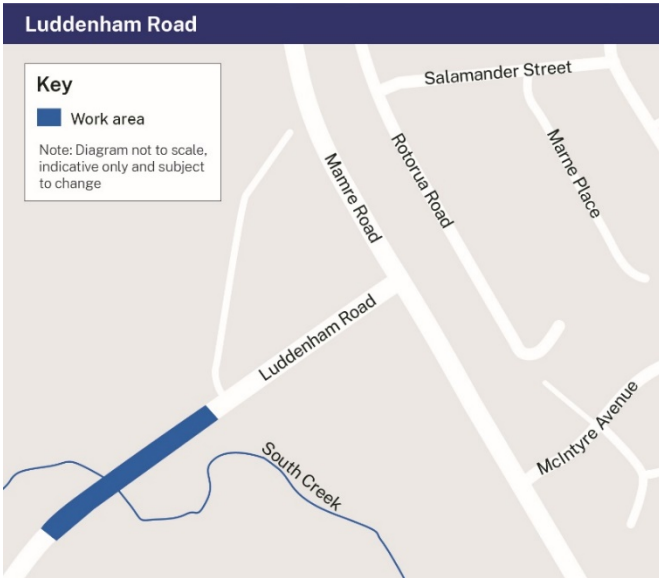 Luddenham Road
Key
Work area
Note: Diagram not to scale,
indicative only and subject
to change
Salamander Street
Marne Place
Rotorua Road
Mamre Road
Luddenham Road
McIntyre Avenue
South Creek